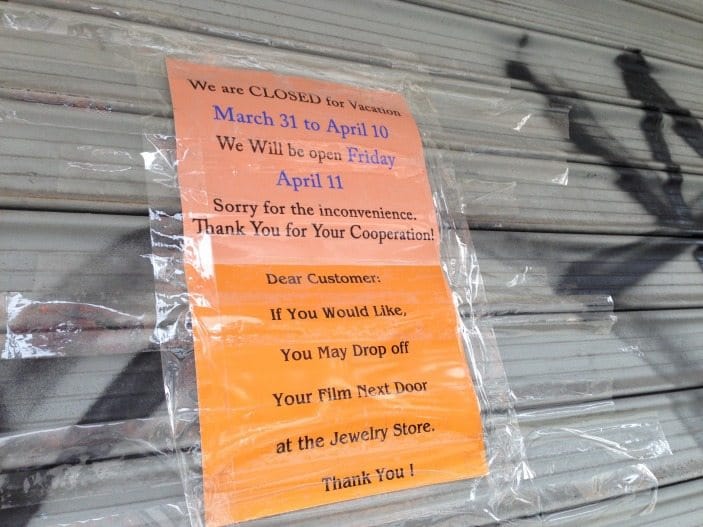 We are CLOSED for Vacation
March 31 to April 10
We Will be open Friday
April 11
Sorry for the inconvenience.
Thank You for Your Cooperation!
Dear Customer:
If You Would Like,
You May Drop off
Your Film Next Door
at the Jewelry Store.
Thank You !